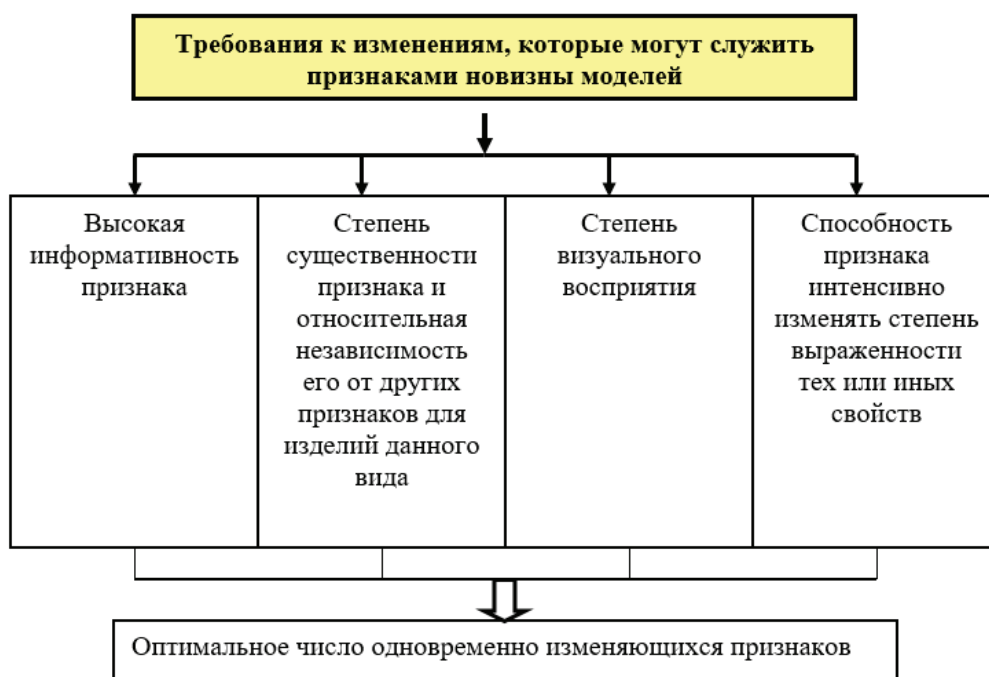 Требования к изменениям, которые могут служить
признаками новизны моделей
Высокая
информативность
признака
Степень
существенности
признака и
относительная
независимость
его от других
признаков для
изделий данного
вида
Степень
визуального
восприятия
Способность
признака
интенсивно
изменять степень
выраженности
тех или иных
свойств
Оптимальное число одновременно изменяющихся признаков